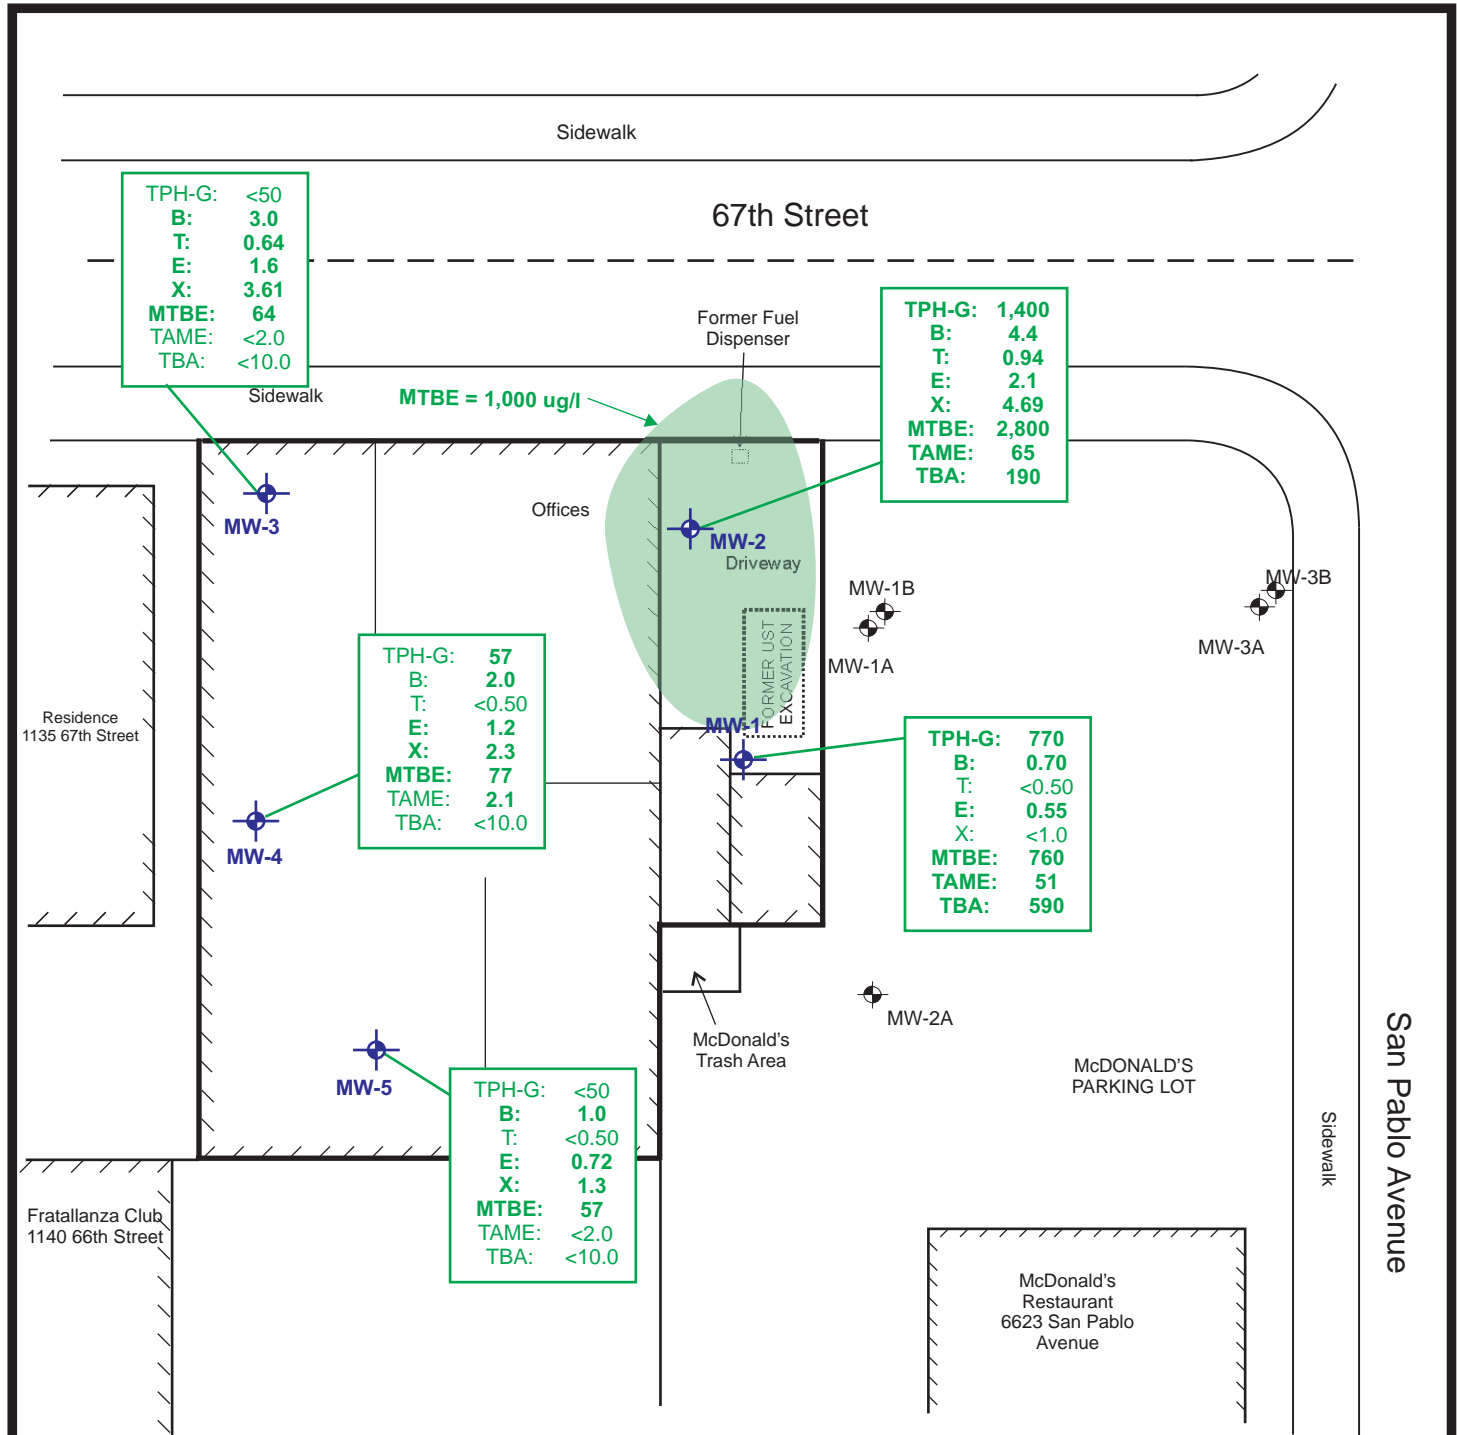 Sidewalk
67th Street
TPH-G: <50
B: 3.0
T: 0.64
E: 1.6
X: 3.61
MTBE: 64
TAME: <2.0
TBA: <10.0
Former Fuel
Dispenser
TPH-G: 1,400
B: 4.4
T: 0.94
E: 2.1
X: 4.69
MTBE: 2,800
TAME: 65
TBA: 190
Sidewalk
MTBE = 1,000 ug/l
MW-3
Offices
MW-2
Driveway
MW-1B
MW-1A
MW-3B
MW-3A
FORMER UST
EXCAVATION
MW-1
Residence
1135 67th Street
TPH-G: 57
B: 2.0
T: <0.50
E: 1.2
X: 2.3
MTBE: 77
TAME: 2.1
TBA: <10.0
MW-4
TPH-G: 770
B: 0.70
T: <0.50
E: 0.55
X: <1.0
MTBE: 760
TAME: 51
TBA: 590
MW-2A
McDonald's
Trash Area
McDONALD'S
PARKING LOT
San Pablo Avenue
Sidewalk
MW-5
TPH-G: <50
B: 1.0
T: <0.50
E: 0.72
X: 1.3
MTBE: 57
TAME: <2.0
TBA: <10.0
Fratallanza Club
1140 66th Street
McDonald's
Restaurant
6623 San Pablo
Avenue